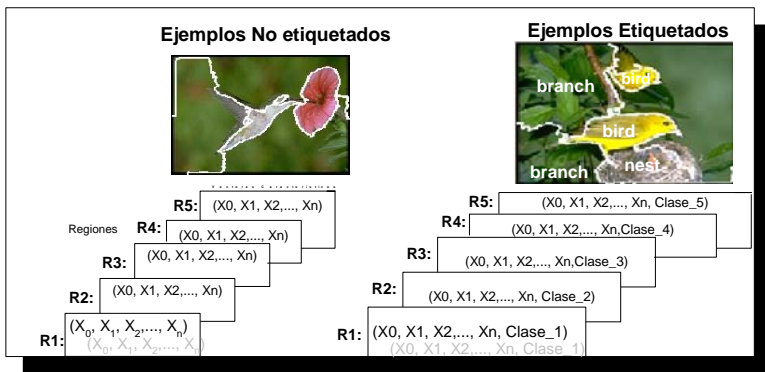 Ejemplos No etiquetados
R5: (X0, X1, X2,..., Xn)
Regiones R4: (X0, X1, X2,..., Xn)
R3: (X0, X1, X2,..., Xn)
R2: (X0, X1, X2,..., Xn)
R1: (X0, X1, X2,..., Xn)
(X0, X1, X2,..., Xn)
Ejemplos Etiquetados
branch
bird
bird
branch
nest
R5: (X0, X1, X2,..., Xn, Clase_5)
R4: (X0, X1, X2,..., Xn,Clase_4)
R3: (X0, X1, X2,..., Xn,Clase_3)
R2: (X0, X1, X2,..., Xn, Clase_2)
R1: (X0, X1, X2,..., Xn, Clase_1)
(X0, X1, X2,..., Xn, Clase_1)